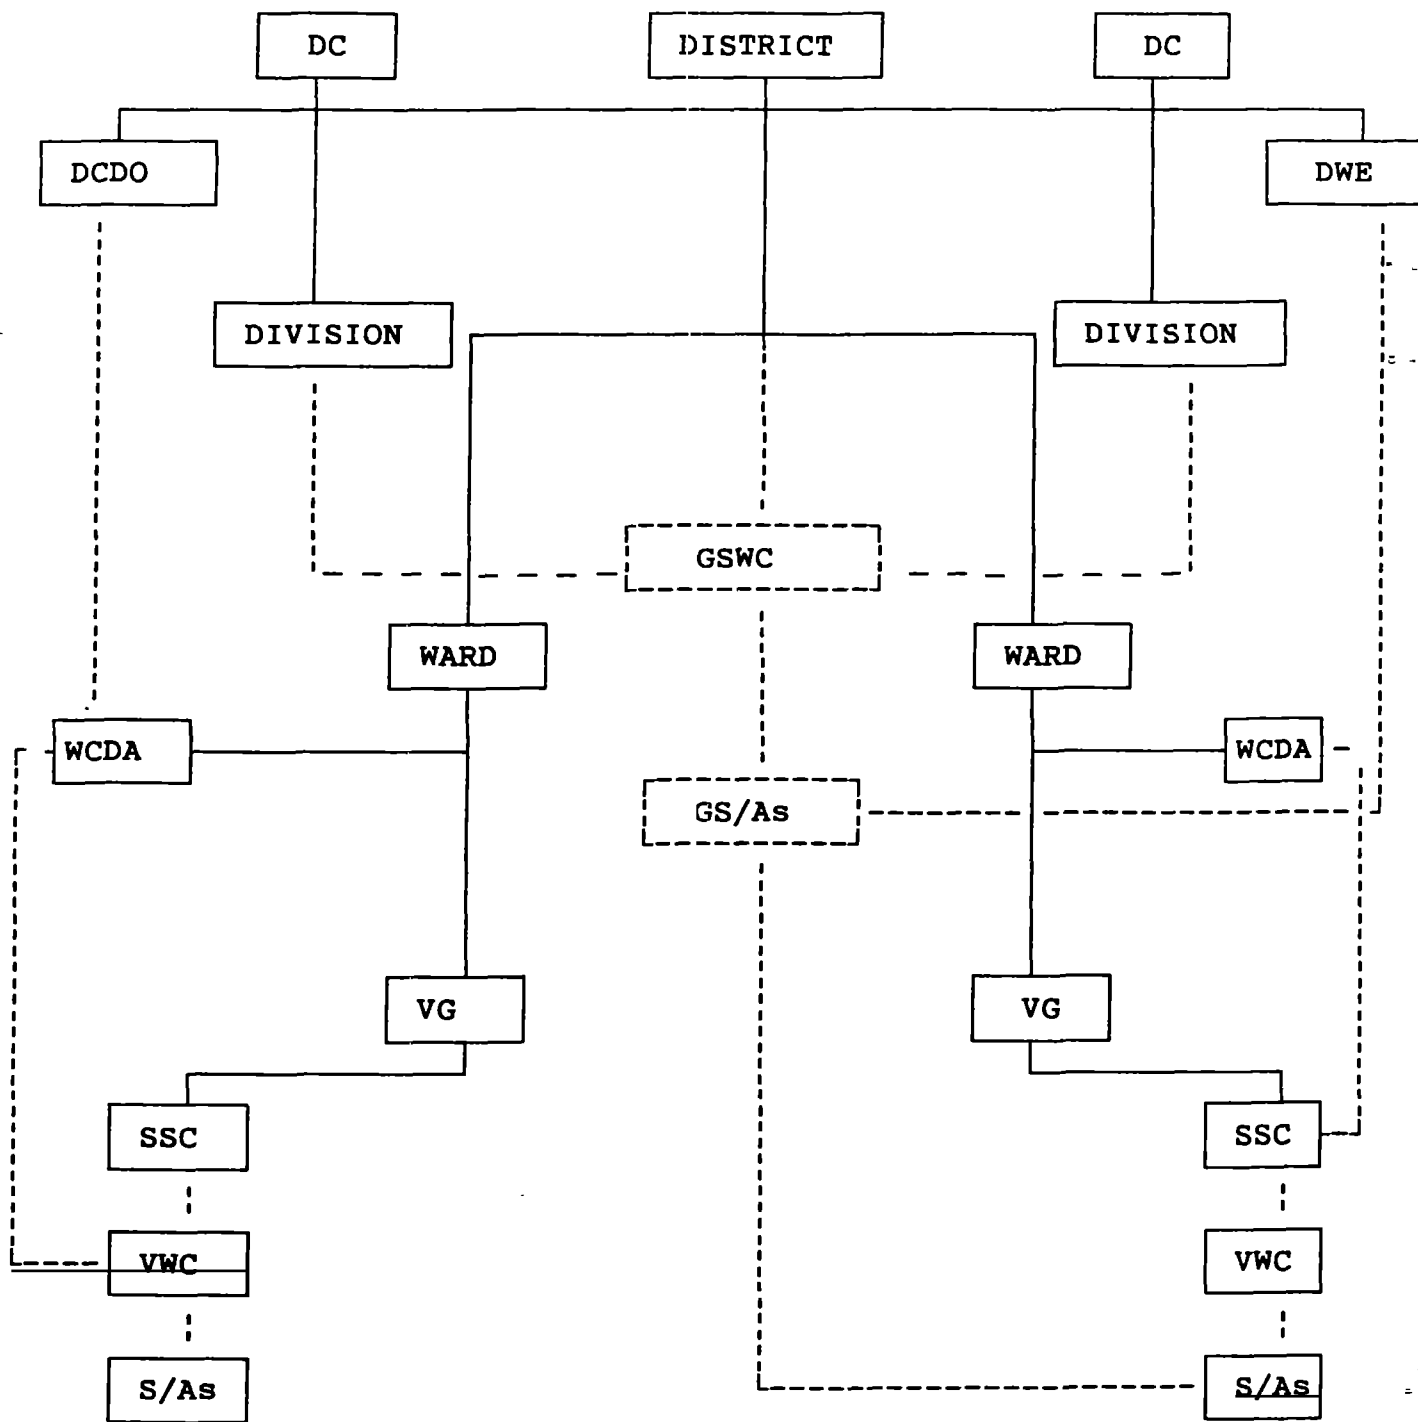 DC
DISTRICT
DC
DCDO
DWE
DIVISION
DIVISION
GSWC
WARD
WARD
WCDA
WCDA
GS/As
VG
VG
SSC
SSC
VWC
VWC
S/As
S/As